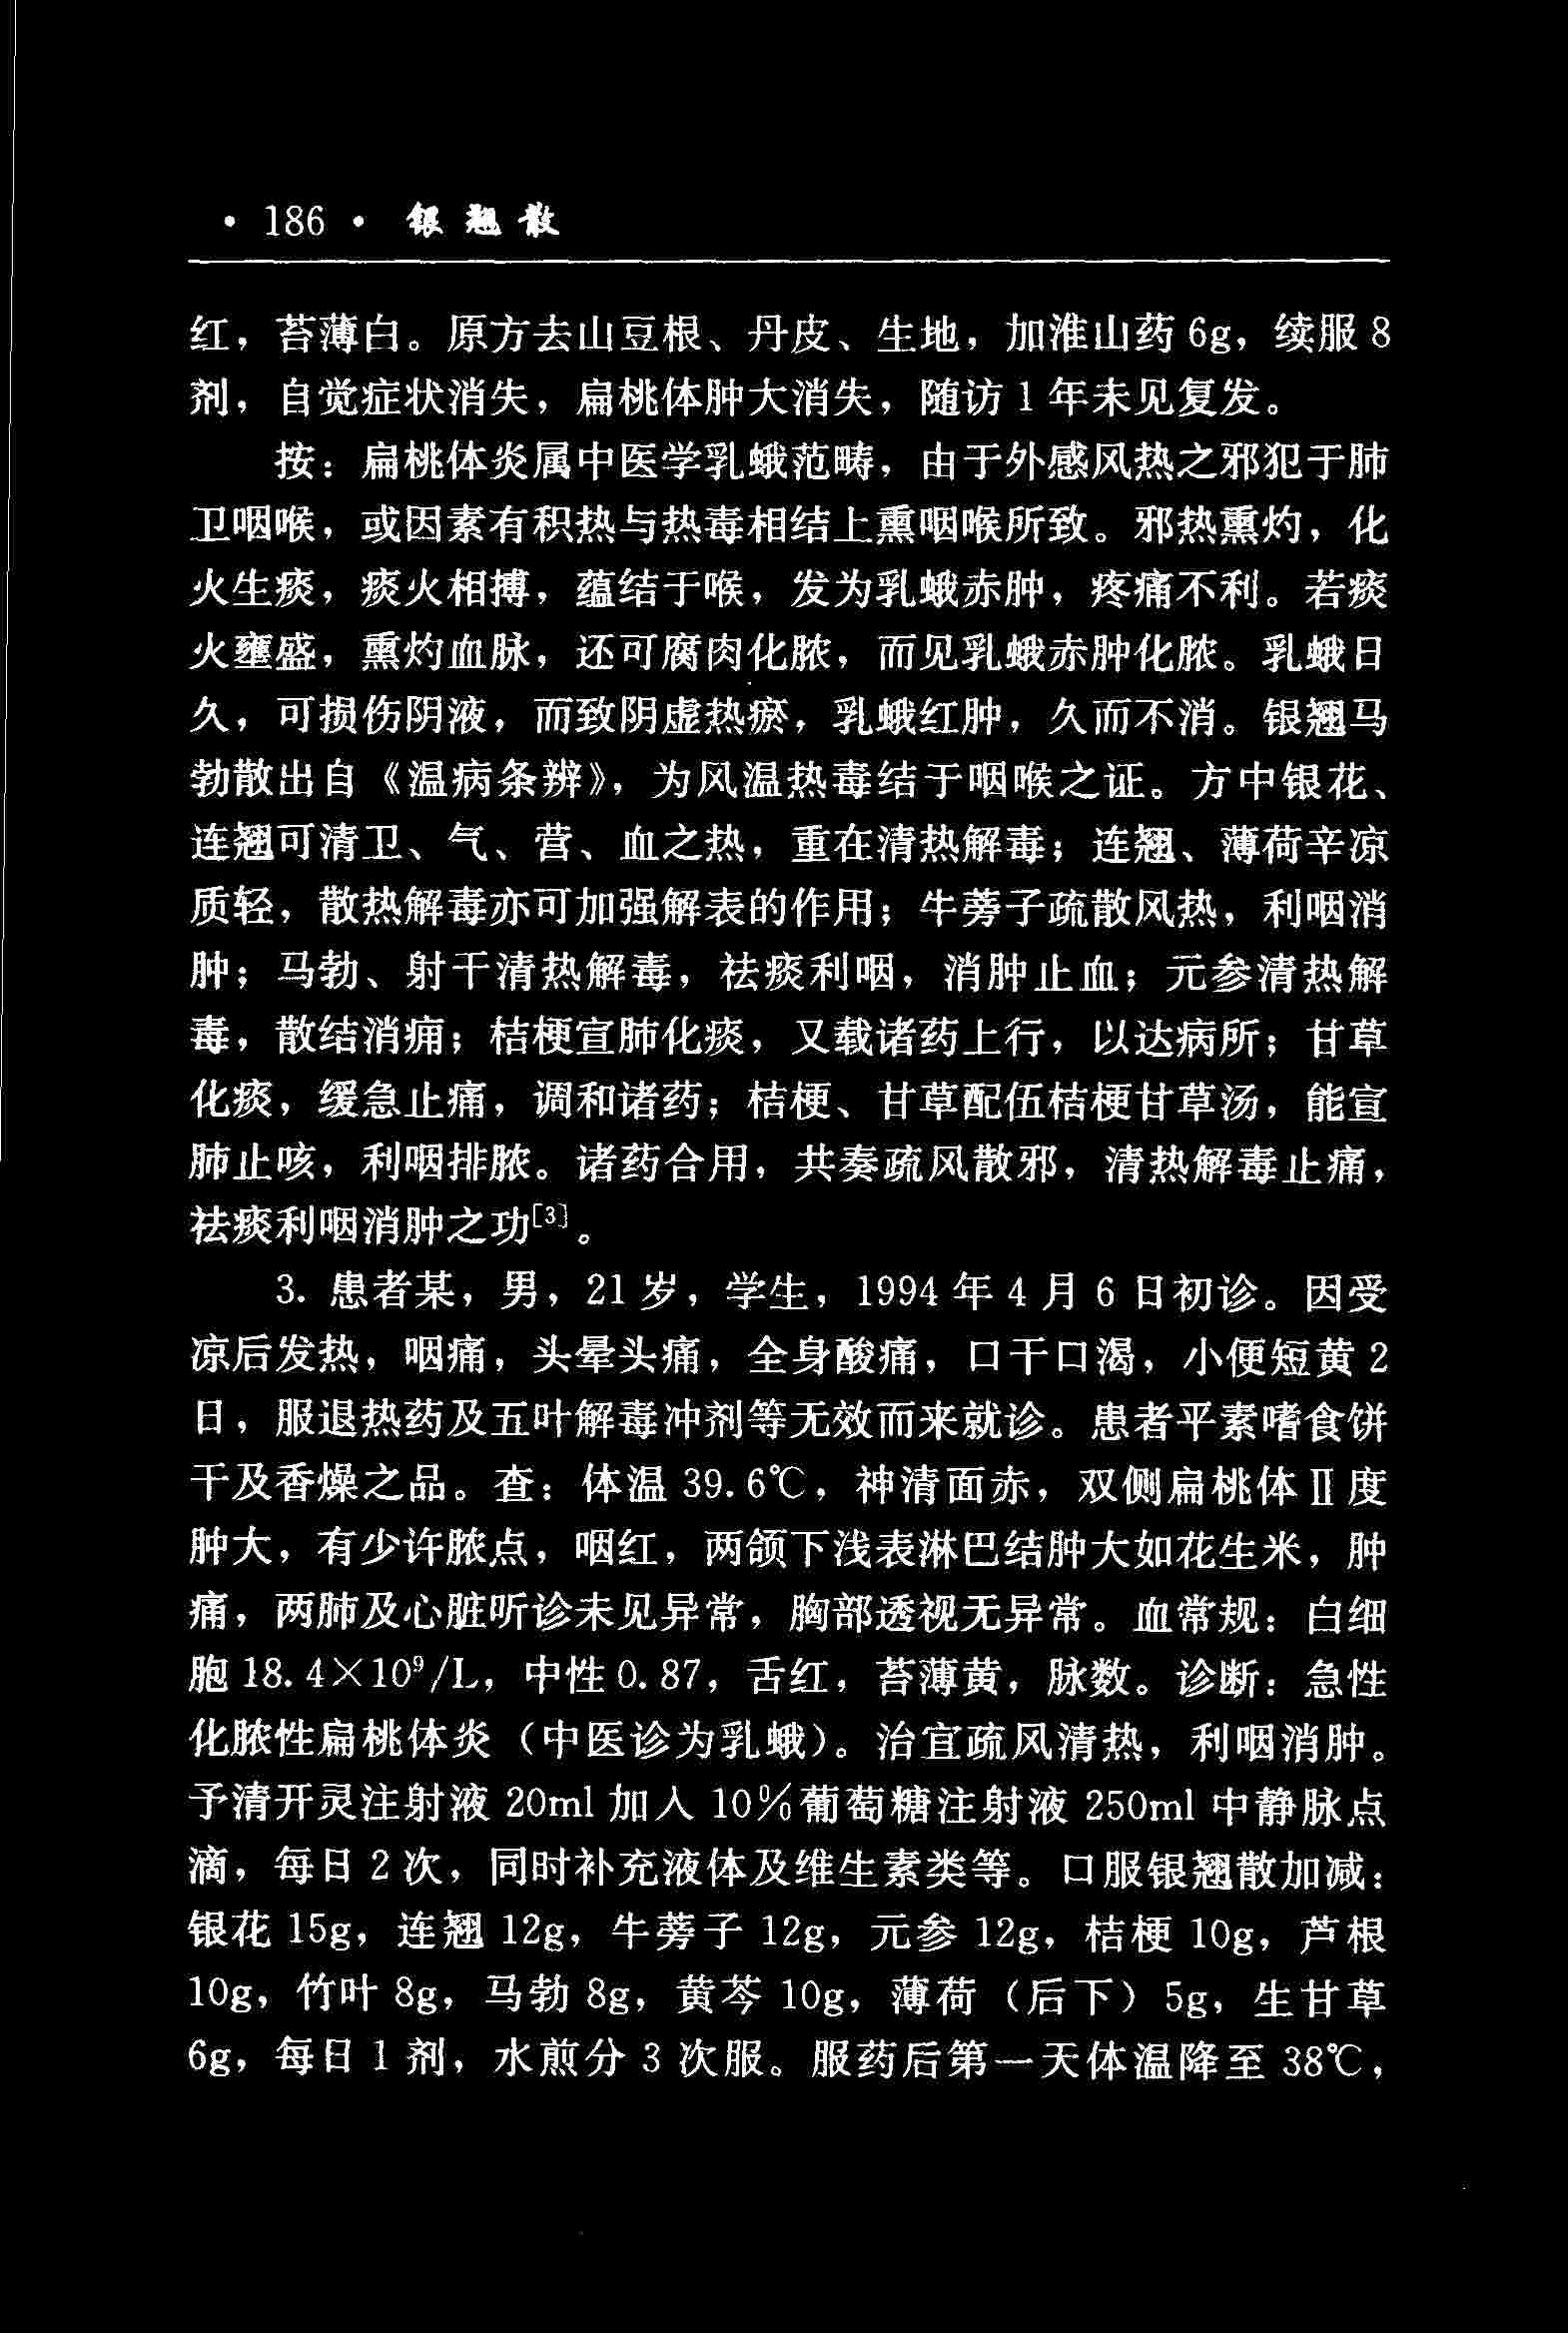 ·186· 银翘散
红，苔薄白。原方去山豆根、丹皮、生地，加淮山药 6g，续服 8
剂，自觉症状消失，扁桃体肿大消失，随访 1 年未见复发。
按：扁桃体炎属中医学乳蛾范畴，由于外感风热之邪犯于肺
卫咽喉，或因素有积热与热毒相结上熏咽喉所致。邪热熏灼，化
火生痰，痰火相搏，蕴结于喉，发为乳蛾赤肿，疼痛不利。若痰
火壅盛，熏灼血脉，还可腐肉化脓，而见乳蛾赤肿化脓。乳蛾日
久，可损伤阴液，而致阴虚热瘀，乳蛾红肿，久而不消。银翘马
勃散出自《温病条辨》，为风温热毒结于咽喉之证。方中银花、
连翘可清卫、气、营、血之热，重在清热解毒；连翘、薄荷辛凉
质轻，散热解毒亦可加强解表的作用；牛蒡子疏散风热，利咽消
肿；马勃、射干清热解毒，祛痰利咽，消肿止血；元参清热解
毒，散结消痈；桔梗宣肺化痰，又载诸药上行，以达病所；甘草
化痰，缓急止痛，调和诸药；桔梗、甘草配伍桔梗甘草汤，能宣
肺止咳，利咽排脓。诸药合用，共奏疏风散邪，清热解毒止痛，
祛痰利咽消肿之功[3]。
3. 患者某，男，21 岁，学生，1994 年 4 月 6 日初诊。因受
凉后发热，咽痛，头晕头痛，全身酸痛，口干口渴，小便短黄 2
日，服退热药及五叶解毒冲剂等无效而来就诊。患者平素嗜食饼
干及香燥之品。查：体温 39.6℃，神清面赤，双侧扁桃体Ⅱ度
肿大，有少许脓点，咽红，两颌下浅表淋巴结肿大如花生米，肿
痛，两肺及心脏听诊未见异常，胸部透视无异常。血常规：白细
胞 18.4×10⁹/L，中性 0.87，舌红，苔薄黄，脉数。诊断：急性
化脓性扁桃体炎（中医诊为乳蛾）。治宜疏风清热，利咽消肿。
予清开灵注射液 20ml 加入 10%葡萄糖注射液 250ml 中静脉点
滴，每日 2 次，同时补充液体及维生素类等。口服银翘散加减：
银花 15g，连翘 12g，牛蒡子 12g，元参 12g，桔梗 10g，芦根
10g，竹叶 8g，马勃 8g，黄芩 10g，薄荷（后下）5g，生甘草
6g，每日 1 剂，水煎分 3 次服。服药后第一天体温降至 38℃，